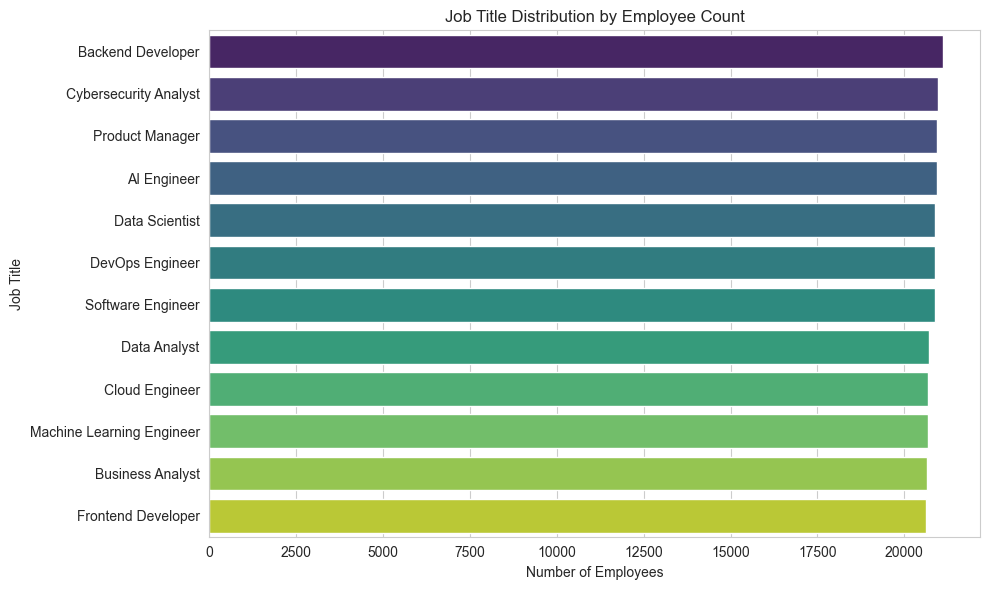 Job Title Distribution by Employee Count
Job Title
Backend Developer
Cybersecurity Analyst
Product Manager
AI Engineer
Data Scientist
DevOps Engineer
Software Engineer
Data Analyst
Cloud Engineer
Machine Learning Engineer
Business Analyst
Frontend Developer
0 2500 5000 7500 10000 12500 15000 17500 20000
Number of Employees